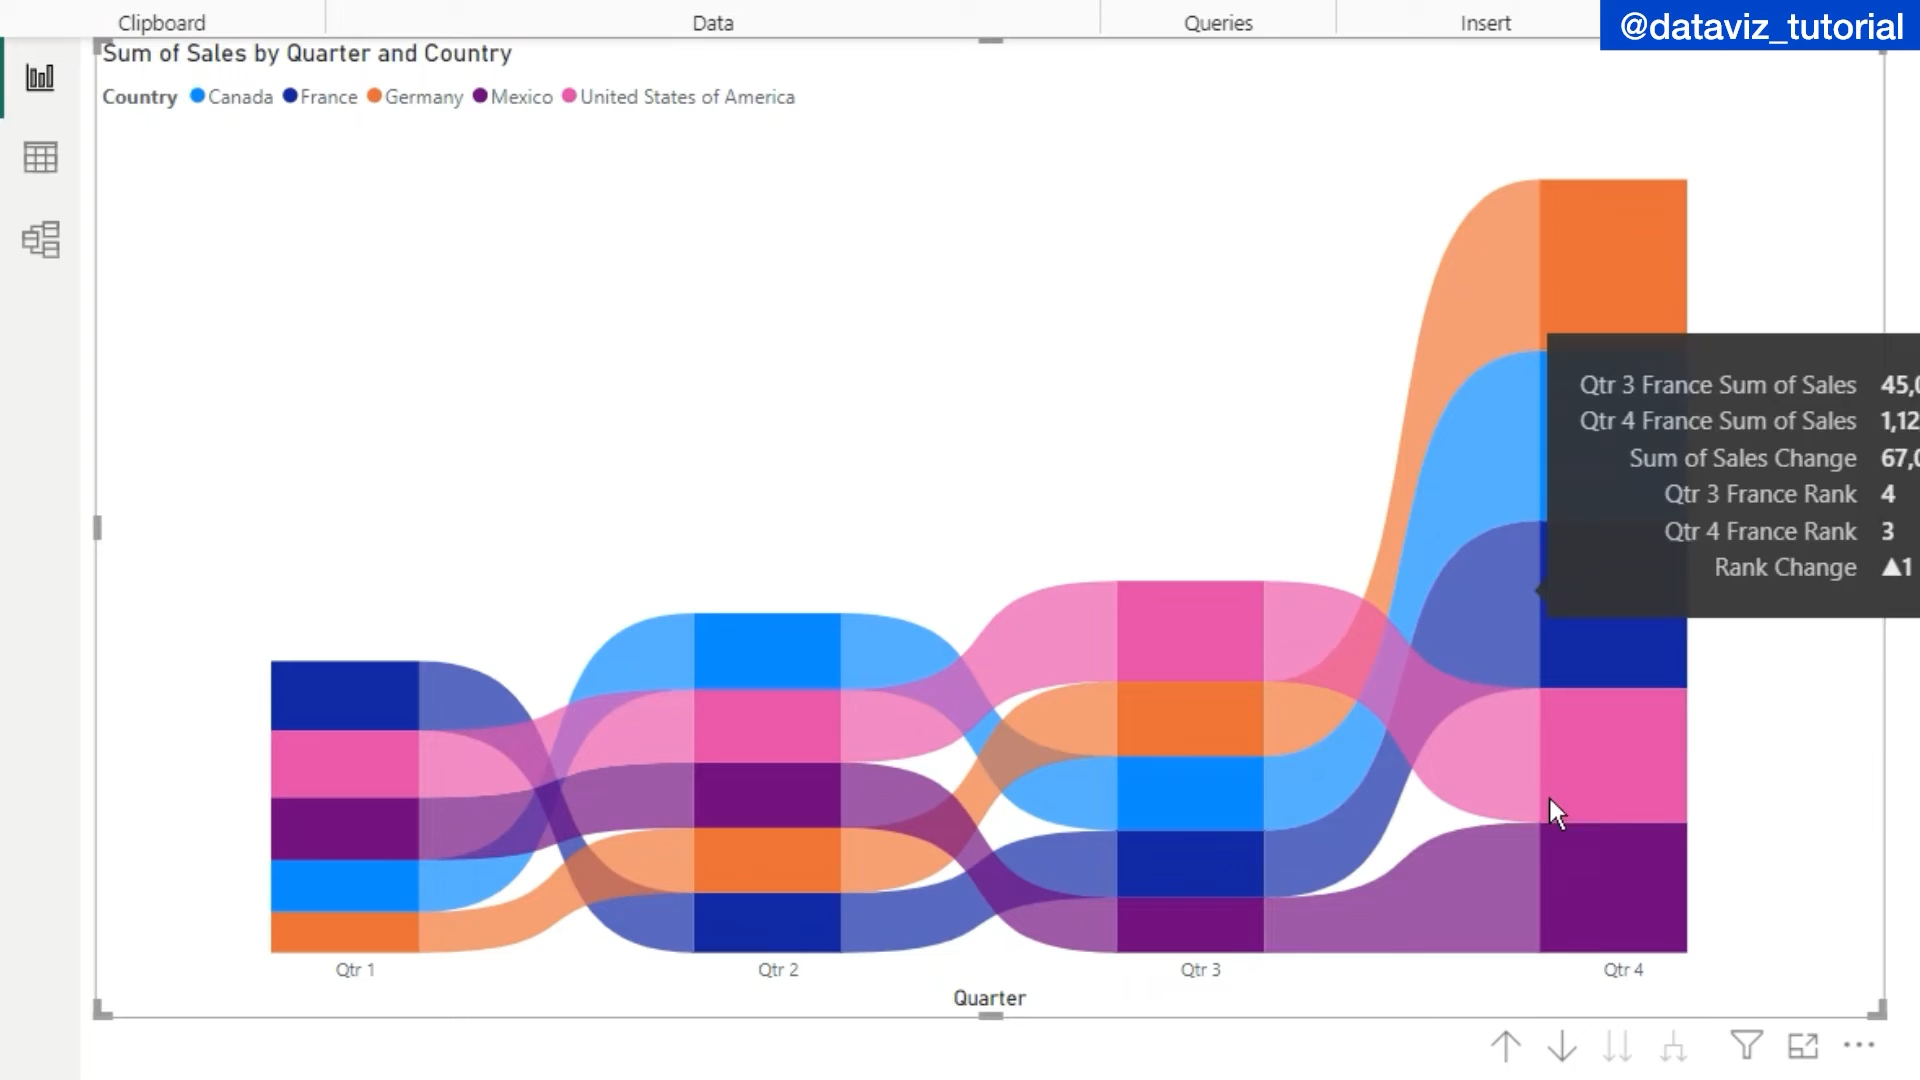 Clipboard Data Queries Insert
@dataviz_tutorial
Sum of Sales by Quarter and Country
Country Canada France Germany Mexico United States of America
Qtr 3 France Sum of Sales 45,0
Qtr 4 France Sum of Sales 1,12
Sum of Sales Change 67,0
Qtr 3 France Rank 4
Qtr 4 France Rank 3
Rank Change ▲1
Qtr 1 Qtr 2 Qtr 3 Qtr 4
Quarter